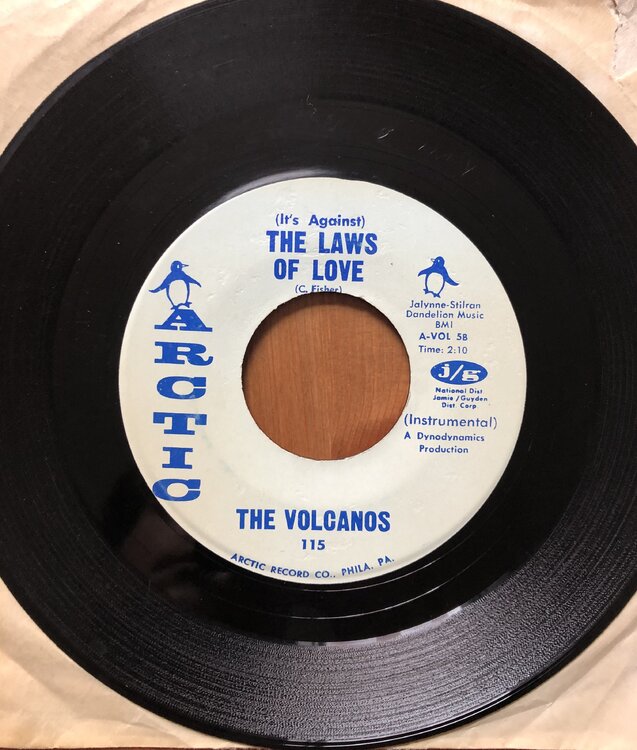 (It's Against)
THE LAWS
OF LOVE
(C. Fisher)
ARCTIC
Jalynne-Stilran
Dandelion Music
BMI
A-VOL 5B
Time: 2:10
j/g
National Dist
Jamie/Guyden
Dist Corp
(Instrumental)
A Dynodynamics
Production
THE VOLCANOS
115
ARCTIC RECORD CO., PHILA. PA.